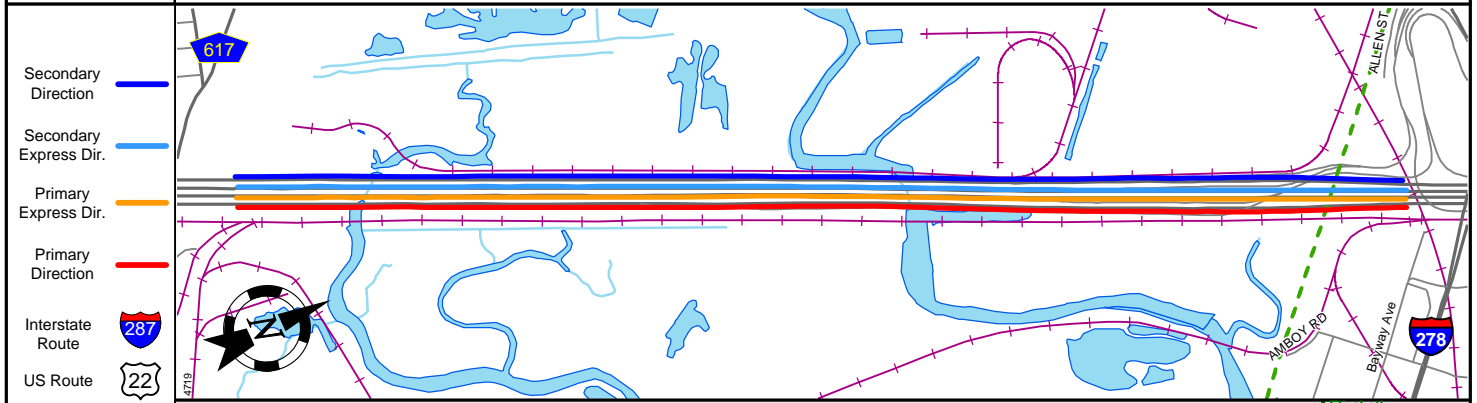 Secondary
Direction
Secondary
Express Dir.
Primary
Express Dir.
Primary
Direction
Interstate
Route
287
US Route
22
617
4719
N
ALLEN ST
AMBOY RD
Bayway Ave
278